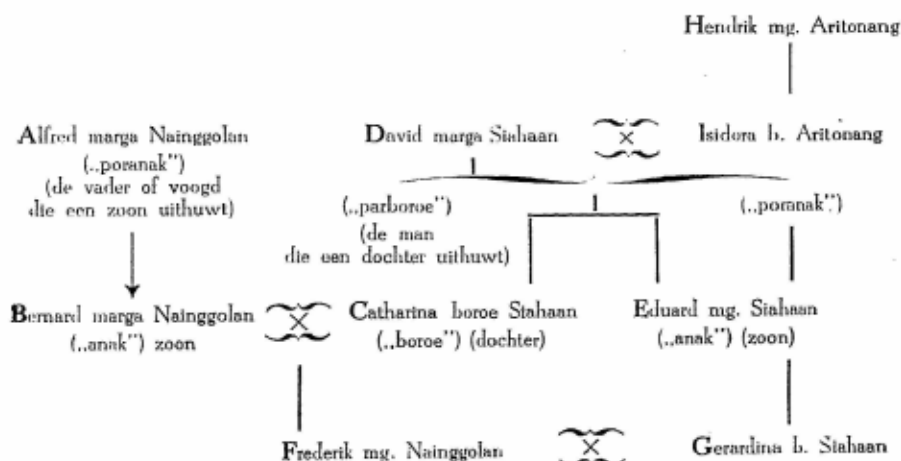 Hendrik mg. Aritonang
Alfred marga Nainggolan
(„poranak”)
(de vader of voogd
die een zoon uithuwt)
David marga Siahaan
×
Isidora b. Aritonang
(„parboroe”)
(de man
die een dochter uithuwt)
(„poranak”)
Bernard marga Nainggolan
(„anak”) zoon
×
Catharina boroe Siahaan
(„boroe”) (dochter)
Eduard mg. Siahaan
(„anak”) (zoon)
Frederik mg. Nainggolan
×
Gerardina b. Siahaan